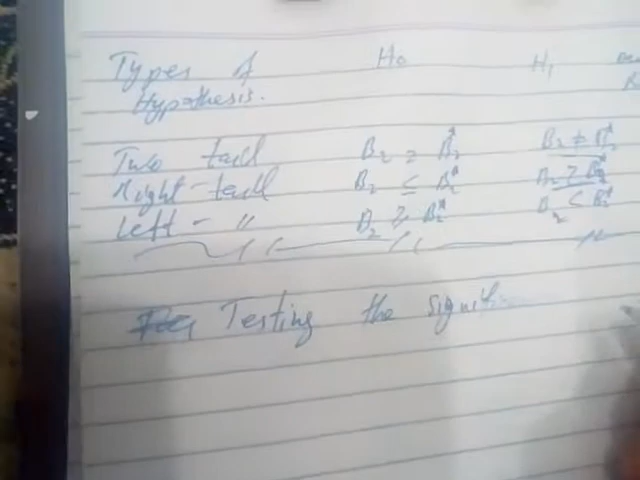 Types of H₀ H₁
Hypothesis.
Two tail B₂ = B₂* B₂ ≠ B₂*
Right-tail B₂ ≤ B₂* B₂ > B₂*
Left - " B₂ ≥ B₂* B₂ < B₂*
Testing the